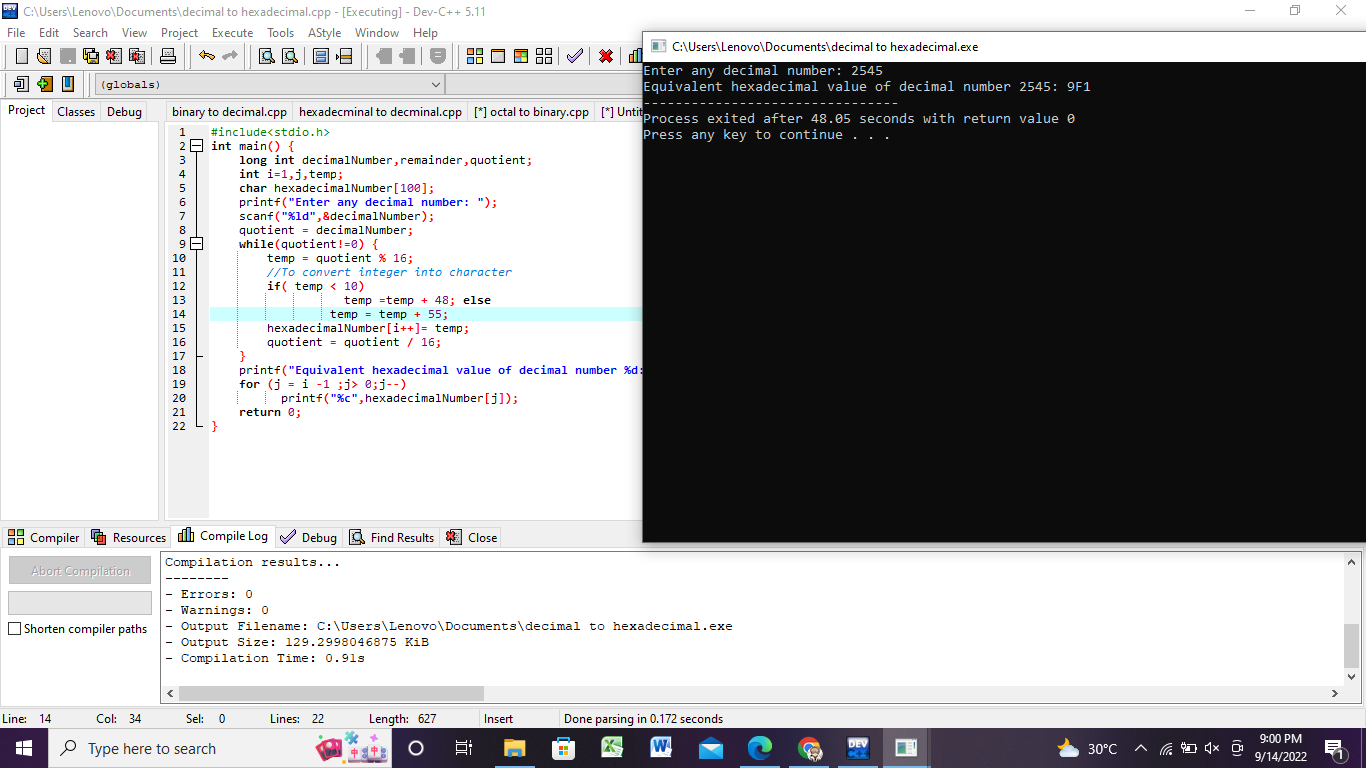 C:\Users\Lenovo\Documents\decimal to hexadecimal.cpp - [Executing] - Dev-C++ 5.11
File Edit Search View Project Execute Tools AStyle Window Help
(globals)
Project Classes Debug
binary to decimal.cpp hexadecminal to decminal.cpp [*] octal to binary.cpp [*] Untit
1 #include<stdio.h>
2 int main() {
3 long int decimalNumber,remainder,quotient;
4 int i=1,j,temp;
5 char hexadecimalNumber[100];
6 printf("Enter any decimal number: ");
7 scanf("%ld",&decimalNumber);
8 quotient = decimalNumber;
9 while(quotient!=0) {
10 temp = quotient % 16;
11 //To convert integer into character
12 if( temp < 10)
13 temp =temp + 48; else
14 temp = temp + 55;
15 hexadecimalNumber[i++]= temp;
16 quotient = quotient / 16;
17 }
18 printf("Equivalent hexadecimal value of decimal number %d:
19 for (j = i -1 ;j> 0;j--)
20 printf("%c",hexadecimalNumber[j]);
21 return 0;
22 }
C:\Users\Lenovo\Documents\decimal to hexadecimal.exe
Enter any decimal number: 2545
Equivalent hexadecimal value of decimal number 2545: 9F1
--------------------------------
Process exited after 48.05 seconds with return value 0
Press any key to continue . . .
Compiler Resources Compile Log Debug Find Results Close
Abort Compilation
Shorten compiler paths
Compilation results...
--------
- Errors: 0
- Warnings: 0
- Output Filename: C:\Users\Lenovo\Documents\decimal to hexadecimal.exe
- Output Size: 129.2998046875 KiB
- Compilation Time: 0.91s
Line: 14 Col: 34 Sel: 0 Lines: 22 Length: 627 Insert Done parsing in 0.172 seconds
Type here to search
DEV
30°C
9:00 PM
9/14/2022
1